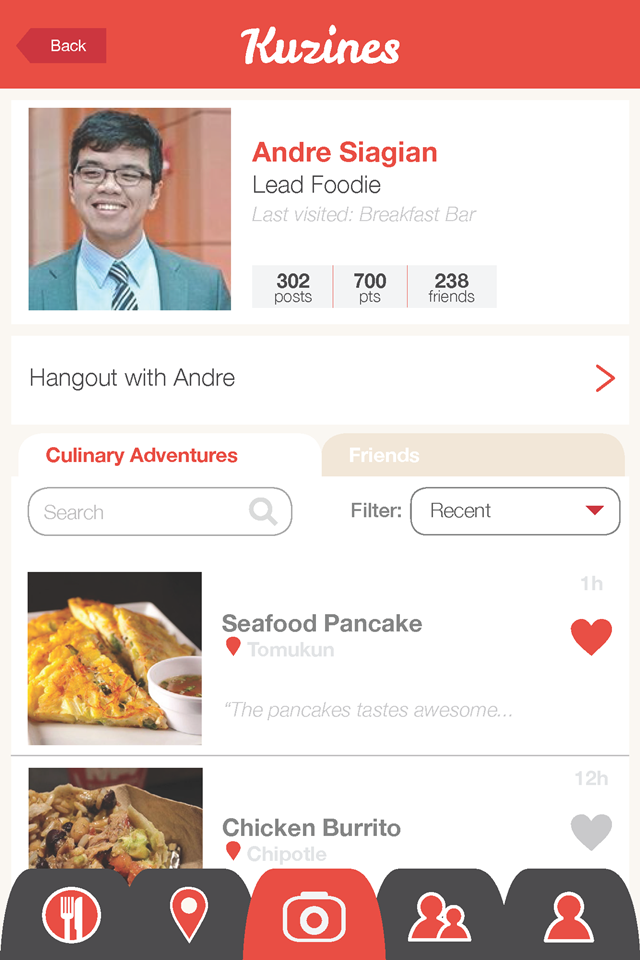 Back
Kuzines
Andre Siagian
Lead Foodie
Last visited: Breakfast Bar
302 700 238
posts pts friends
Hangout with Andre
Culinary Adventures Friends
Search Filter: Recent
1h
Seafood Pancake
Tomukun
“The pancakes tastes awesome...
12h
Chicken Burrito
Chipotle